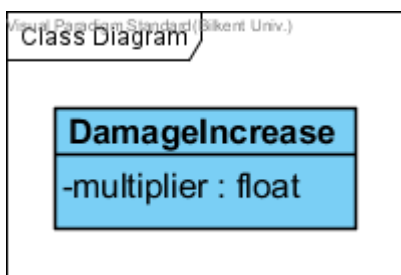 Visual Paradigm Standard(Bilkent Univ.)
Class Diagram
DamageIncrease
-multiplier : float